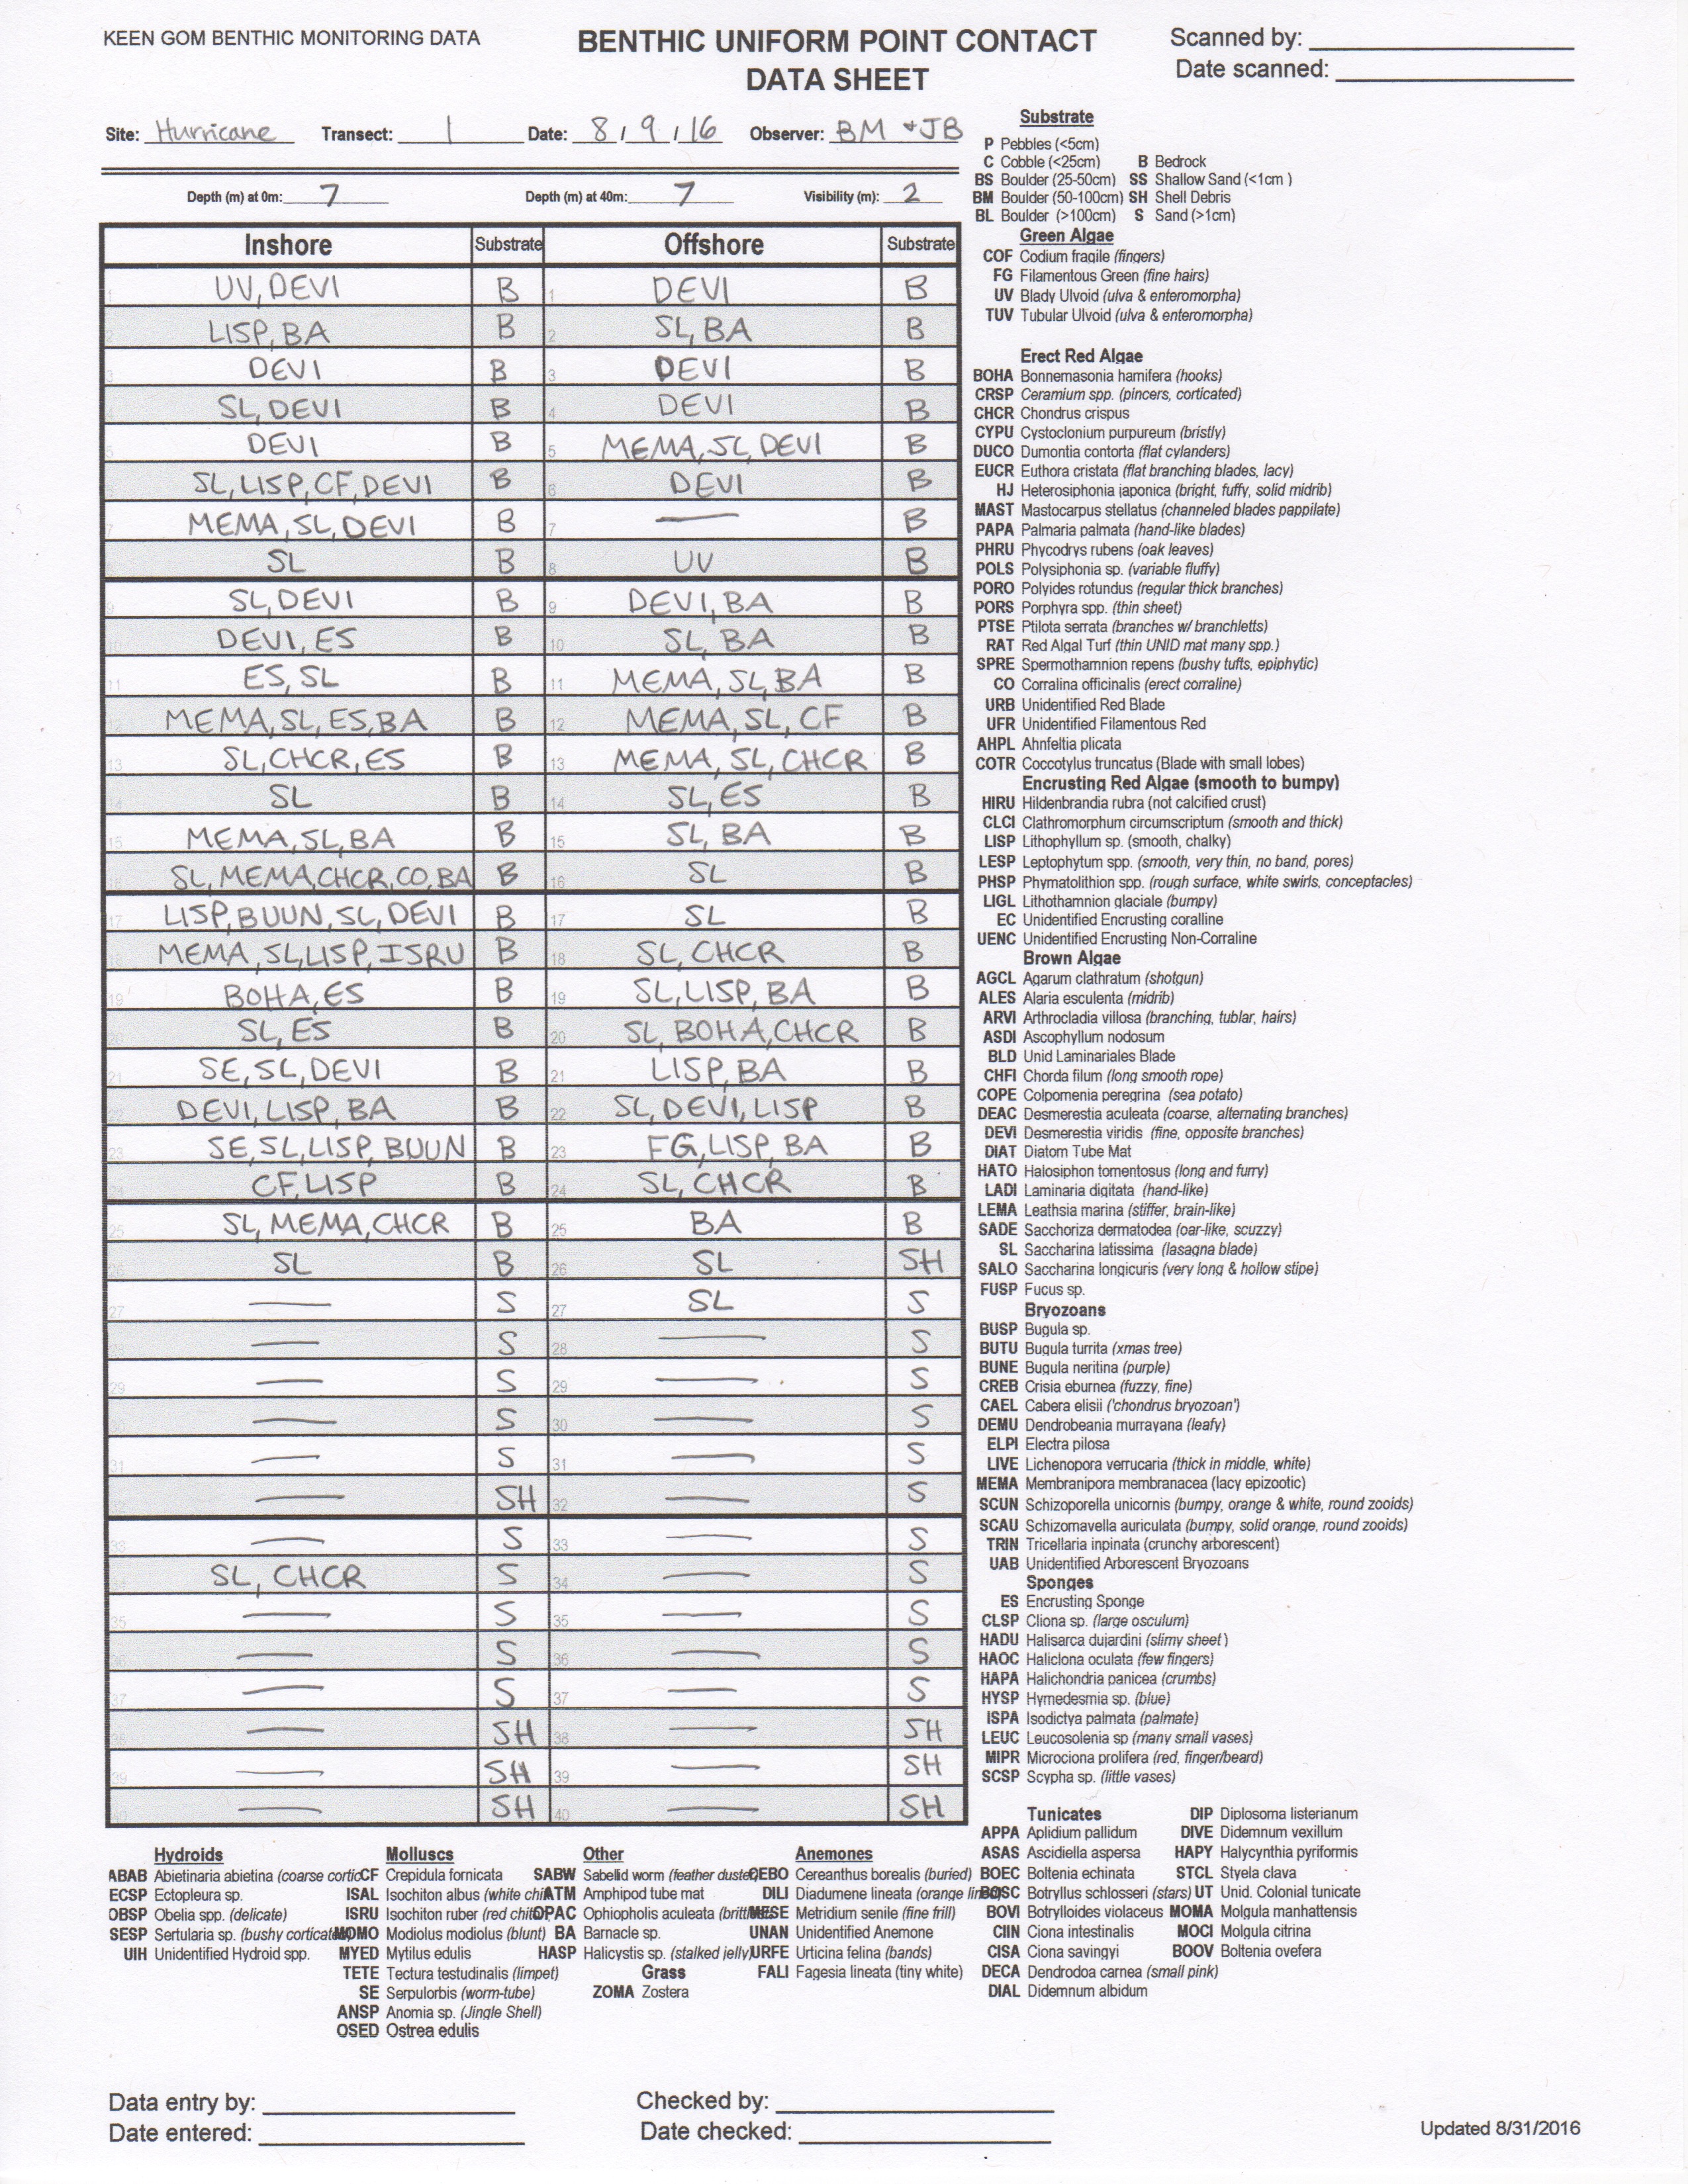 KEEN GOM BENTHIC MONITORING DATA
BENTHIC UNIFORM POINT CONTACT
DATA SHEET
Scanned by:
Date scanned:
Site: Hurricane Transect: 1 Date: 8 / 9 / 16 Observer: BM + JB
Depth (m) at 0m: 7 Depth (m) at 40m: 7 Visibility (m): 2
Inshore Substrate Offshore Substrate
1 UV, DEVI B 1 DEVI B
2 LISP, BA B 2 SL, BA B
3 DEVI B 3 DEVI B
4 SL, DEVI B 4 DEVI B
5 DEVI B 5 MEMA, SL, DEVI B
6 SL, LISP, CF, DEVI B 6 DEVI B
7 MEMA, SL, DEVI B 7 — B
8 SL B 8 UV B
9 SL, DEVI B 9 DEVI, BA B
10 DEVI, ES B 10 SL, BA B
11 ES, SL B 11 MEMA, SL, BA B
12 MEMA, SL, ES, BA B 12 MEMA, SL, CF B
13 SL, CHCR, ES B 13 MEMA, SL, CHCR B
14 SL B 14 SL, ES B
15 MEMA, SL, BA B 15 SL, BA B
16 SL, MEMA, CHCR, CO, BA B 16 SL B
17 LISP, BUUN, SL, DEVI B 17 SL B
18 MEMA, SL, LISP, ISRU B 18 SL, CHCR B
19 BOHA, ES B 19 SL, LISP, BA B
20 SL, ES B 20 SL, BOHA, CHCR B
21 SE, SL, DEVI B 21 LISP, BA B
22 DEVI, LISP, BA B 22 SL, DEVI, LISP B
23 SE, SL, LISP, BUUN B 23 FG, LISP, BA B
24 CF, LISP B 24 SL, CHCR B
25 SL, MEMA, CHCR B 25 BA B
26 SL B 26 SL SH
27 — S 27 SL S
28 — S 28 — S
29 — S 29 — S
30 — S 30 — S
31 — S 31 — S
32 — SH 32 — S
33 — S 33 — S
34 SL, CHCR S 34 — S
35 — S 35 — S
36 — S 36 — S
37 — S 37 — S
38 — SH 38 — SH
39 — SH 39 — SH
40 — SH 40 — SH
Substrate
P Pebbles (<5cm)
C Cobble (<25cm) B Bedrock
BS Boulder (25-50cm) SS Shallow Sand (<1cm )
BM Boulder (50-100cm) SH Shell Debris
BL Boulder (>100cm) S Sand (>1cm)
Green Algae
COF Codium fragile (fingers)
FG Filamentous Green (fine hairs)
UV Blady Ulvoid (ulva & enteromorpha)
TUV Tubular Ulvoid (ulva & enteromorpha)
Erect Red Algae
BOHA Bonnemasonia hamifera (hooks)
CRSP Ceramium spp. (pincers, corticated)
CHCR Chondrus crispus
CYPU Cystoclonium purpureum (bristly)
DUCO Dumontia contorta (flat cylanders)
EUCR Euthora cristata (flat branching blades, lacy)
HJ Heterosiphonia japonica (bright, fuffy, solid midrib)
MAST Mastocarpus stellatus (channeled blades pappilate)
PAPA Palmaria palmata (hand-like blades)
PHRU Phycodrys rubens (oak leaves)
POLS Polysiphonia sp. (variable fluffy)
PORO Polyides rotundus (regular thick branches)
PORS Porphyra spp. (thin sheet)
PTSE Ptilota serrata (branches w/ branchletts)
RAT Red Algal Turf (thin UNID mat many spp.)
SPRE Spermothamnion repens (bushy tufts, epiphytic)
CO Corralina officinalis (erect corraline)
URB Unidentified Red Blade
UFR Unidentified Filamentous Red
AHPL Ahnfeltia plicata
COTR Coccotylus truncatus (Blade with small lobes)
Encrusting Red Algae (smooth to bumpy)
HIRU Hildenbrandia rubra (not calcified crust)
CLCI Clathromorphum circumscriptum (smooth and thick)
LISP Lithophyllum sp. (smooth, chalky)
LESP Leptophytum spp. (smooth, very thin, no band, pores)
PHSP Phymatolithion spp. (rough surface, white swirls, conceptacles)
LIGL Lithothamnion glaciale (bumpy)
EC Unidentified Encrusting coralline
UENC Unidentified Encrusting Non-Corraline
Brown Algae
AGCL Agarum clathratum (shotgun)
ALES Alaria esculenta (midrib)
ARVI Arthrocladia villosa (branching, tublar, hairs)
ASDI Ascophyllum nodosum
BLD Unid Laminariales Blade
CHFI Chorda filum (long smooth rope)
COPE Colpomenia peregrina (sea potato)
DEAC Desmerestia aculeata (coarse, alternating branches)
DEVI Desmerestia viridis (fine, opposite branches)
DIAT Diatom Tube Mat
HATO Halosiphon tomentosus (long and furry)
LADI Laminaria digitata (hand-like)
LEMA Leathsia marina (stiffer, brain-like)
SADE Sacchoriza dermatodea (oar-like, scuzzy)
SL Saccharina latissima (lasagna blade)
SALO Saccharina longicuris (very long & hollow stipe)
FUSP Fucus sp.
Bryozoans
BUSP Bugula sp.
BUTU Bugula turrita (xmas tree)
BUNE Bugula neritina (purple)
CREB Crisia eburnea (fuzzy, fine)
CAEL Cabera elisii ('chondrus bryozoan')
DEMU Dendrobeania murrayana (leafy)
ELPI Electra pilosa
LIVE Lichenopora verrucaria (thick in middle, white)
MEMA Membranipora membranacea (lacy epizootic)
SCUN Schizoporella unicornis (bumpy, orange & white, round zooids)
SCAU Schizomavella auriculata (bumpy, solid orange, round zooids)
TRIN Tricellaria inpinata (crunchy arborescent)
UAB Unidentified Arborescent Bryozoans
Sponges
ES Encrusting Sponge
CLSP Cliona sp. (large osculum)
HADU Halisarca dujardini (slimy sheet )
HAOC Haliclona oculata (few fingers)
HAPA Halichondria panicea (crumbs)
HYSP Hymedesmia sp. (blue)
ISPA Isodictya palmata (palmate)
LEUC Leucosolenia sp (many small vases)
MIPR Microciona prolifera (red, finger/beard)
SCSP Scypha sp. (little vases)
Tunicates DIP Diplosoma listerianum
APPA Aplidium pallidum DIVE Didemnum vexillum
ASAS Ascidiella aspersa HAPY Halycynthia pyriformis
BOEC Boltenia echinata STCL Styela clava
BOSC Botryllus schlosseri (stars) UT Unid. Colonial tunicate
BOVI Botrylloides violaceus MOMA Molgula manhattensis
CIIN Ciona intestinalis MOCI Molgula citrina
CISA Ciona savingyi BOOV Boltenia ovefera
DECA Dendrodoa carnea (small pink)
DIAL Didemnum albidum
Hydroids
ABAB Abietinaria abietina (coarse cortic
ECSP Ectopleura sp.
OBSP Obelia spp. (delicate)
SESP Sertularia sp. (bushy corticate
UIH Unidentified Hydroid spp.
Molluscs
CF Crepidula fornicata
ISAL Isochiton albus (white chi
ISRU Isochiton ruber (red chito
MOMO Modiolus modiolus (blunt)
MYED Mytilus edulis
TETE Tectura testudinalis (limpet)
SE Serpulorbis (worm-tube)
ANSP Anomia sp. (Jingle Shell)
OSED Ostrea edulis
Other
SABW Sabellid worm (feather duste
ATM Amphipod tube mat
OPAC Ophiopholis aculeata (britt
BA Barnacle sp.
HASP Halicystis sp. (stalked jelly)
Grass
ZOMA Zostera
Anemones
CEBO Cereanthus borealis (buried)
DILI Diadumene lineata (orange lin
MESE Metridium senile (fine frill)
UNAN Unidentified Anemone
URFE Urticina felina (bands)
FALI Fagesia lineata (tiny white)
Data entry by: Checked by:
Date entered: Date checked:
Updated 8/31/2016